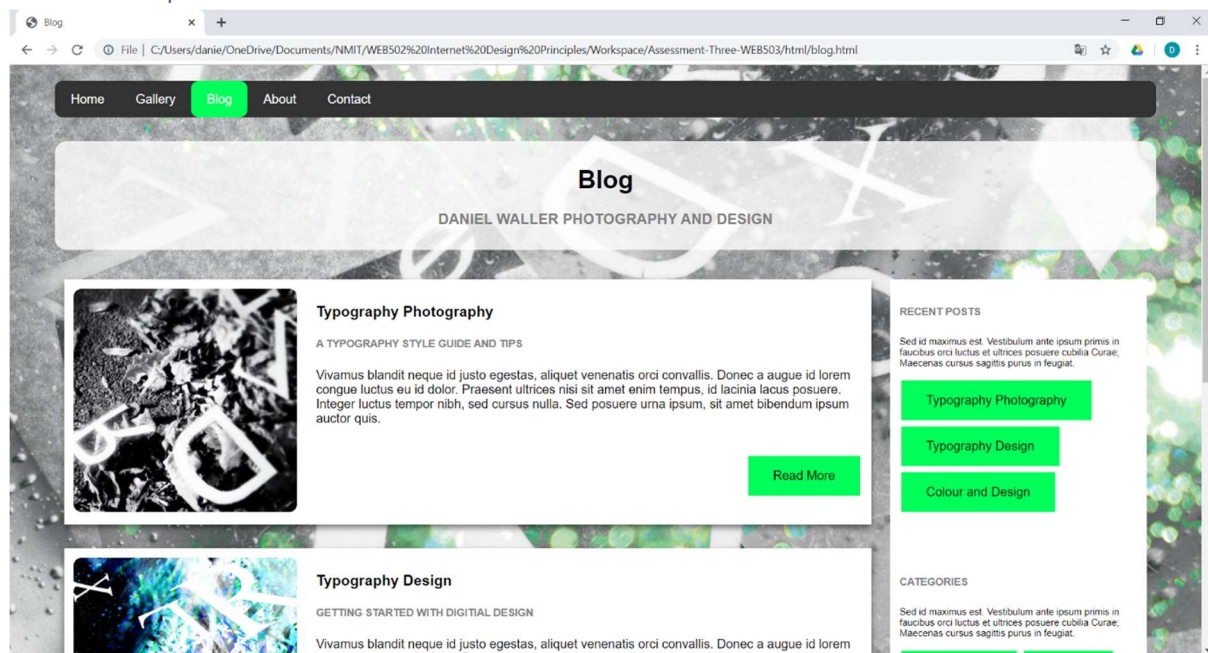 Blog
File | C:/Users/danie/OneDrive/Documents/NMIT/WEB502%20Internet%20Design%20Principles/Workspace/Assessment-Three-WEB503/html/blog.html
D
Home Gallery Blog About Contact
Blog
DANIEL WALLER PHOTOGRAPHY AND DESIGN
Typography Photography
A TYPOGRAPHY STYLE GUIDE AND TIPS
Vivamus blandit neque id justo egestas, aliquet venenatis orci convallis. Donec a augue id lorem
congue luctus eu id dolor. Praesent ultrices nisi sit amet enim tempus, id lacinia lacus posuere.
Integer luctus tempor nibh, sed cursus nulla. Sed posuere urna ipsum, sit amet bibendum ipsum
auctor quis.
Read More
Typography Design
GETTING STARTED WITH DIGITIAL DESIGN
Vivamus blandit neque id justo egestas, aliquet venenatis orci convallis. Donec a augue id lorem
RECENT POSTS
Sed id maximus est. Vestibulum ante ipsum primis in
faucibus orci luctus et ultrices posuere cubilia Curae;
Maecenas cursus sagittis purus in feugiat.
Typography Photography
Typography Design
Colour and Design
CATEGORIES
Sed id maximus est. Vestibulum ante ipsum primis in
faucibus orci luctus et ultrices posuere cubilia Curae;
Maecenas cursus sagittis purus in feugiat.